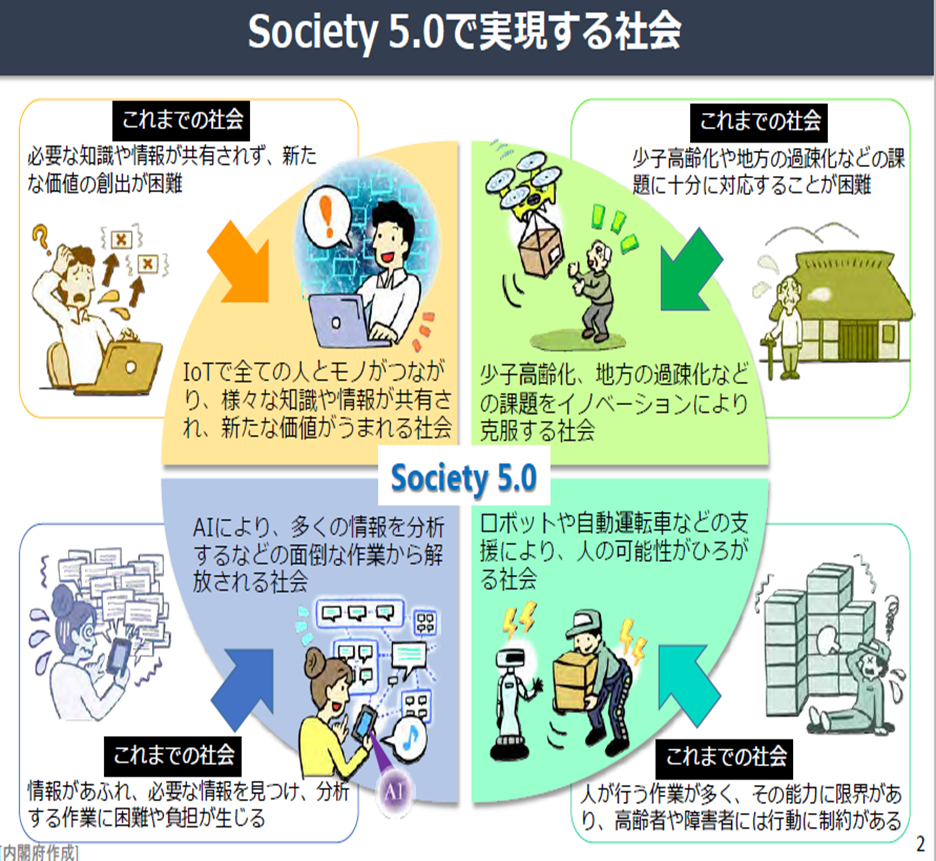 Society 5.0で実現する社会
これまでの社会
必要な知識や情報が共有されず、新た
な価値の創出が困難
これまでの社会
少子高齢化や地方の過疎化などの課
題に十分に対応することが困難
IoTで全ての人とモノがつなが
り、様々な知識や情報が共有さ
れ、新たな価値がうまれる社会
少子高齢化、地方の過疎化など
の課題をイノベーションにより
克服する社会
Society 5.0
AIにより、多くの情報を分析
するなどの面倒な作業から解
放される社会
ロボットや自動運転車などの支
援により、人の可能性がひろが
る社会
AI
これまでの社会
情報があふれ、必要な情報を見つけ、分析
する作業に困難や負担が生じる
これまでの社会
人が行う作業が多く、その能力に限界があ
り、高齢者や障害者には行動に制約がある
[内閣府作成]
2